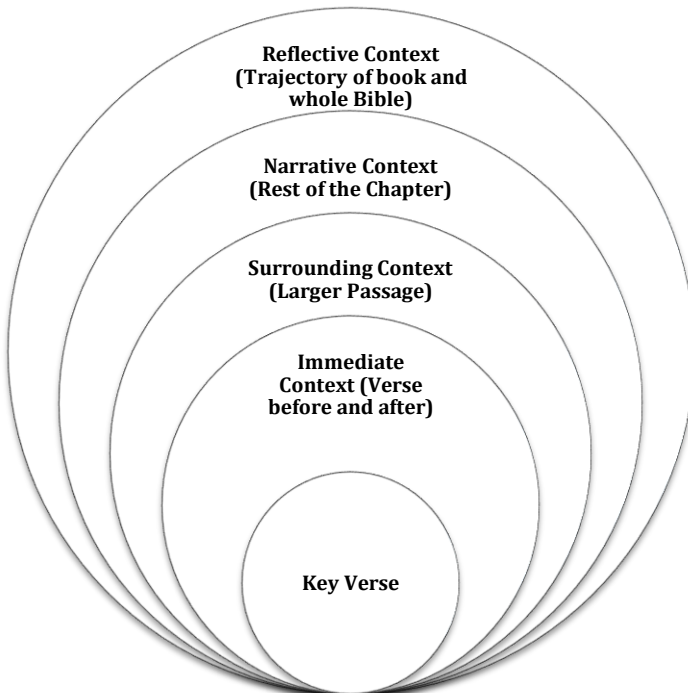 Reflective Context
(Trajectory of book and
whole Bible)
Narrative Context
(Rest of the Chapter)
Surrounding Context
(Larger Passage)
Immediate
Context (Verse
before and after)
Key Verse